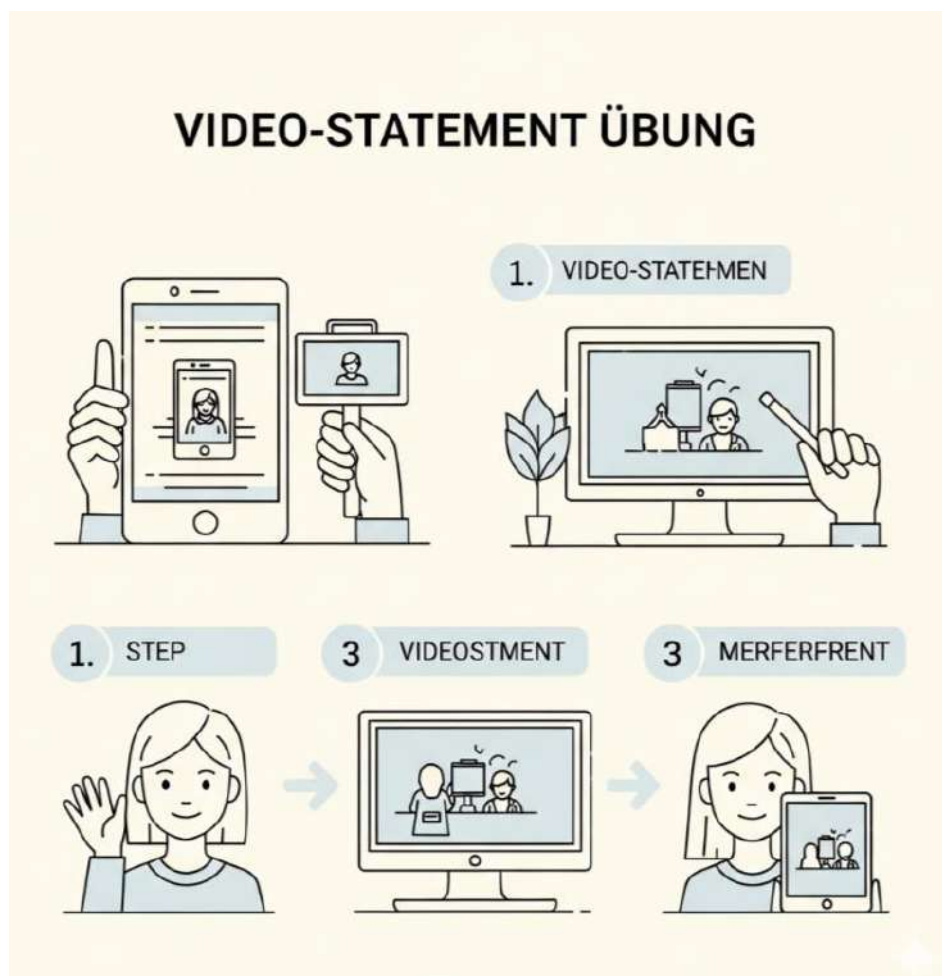 VIDEO-STATEMENT ÜBUNG
1. VIDEO-STATEHMEN
1. STEP
3 VIDEOSTMENT
3 MERFERFRENT